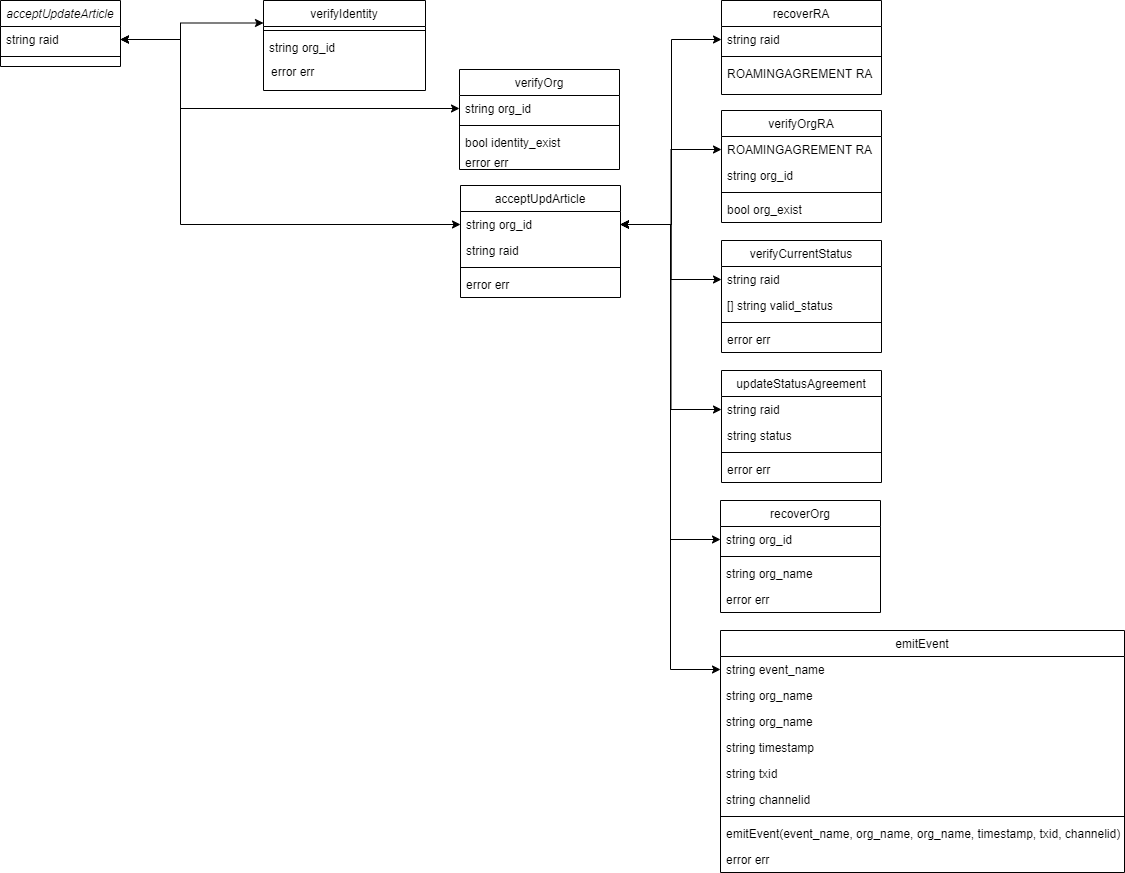 acceptUpdateArticle
string raid
verifyIdentity
string org_id
error err
verifyOrg
string org_id
bool identity_exist
error err
acceptUpdArticle
string org_id
string raid
error err
recoverRA
string raid
ROAMINGAGREMENT RA
verifyOrgRA
ROAMINGAGREMENT RA
string org_id
bool org_exist
verifyCurrentStatus
string raid
[] string valid_status
error err
updateStatusAgreement
string raid
string status
error err
recoverOrg
string org_id
string org_name
error err
emitEvent
string event_name
string org_name
string org_name
string timestamp
string txid
string channelid
emitEvent(event_name, org_name, org_name, timestamp, txid, channelid)
error err